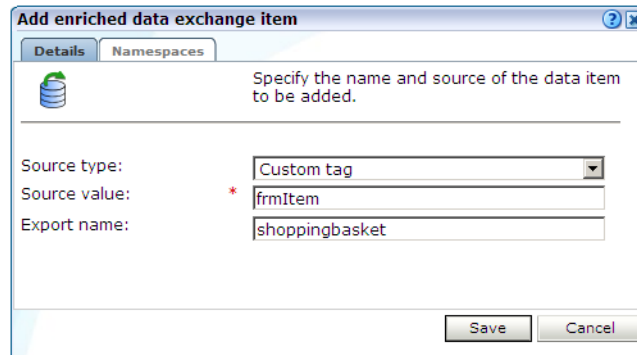 Add enriched data exchange item
Details Namespaces
Specify the name and source of the data item
to be added.
Source type: Custom tag
Source value: * frmItem
Export name: shoppingbasket
Save Cancel